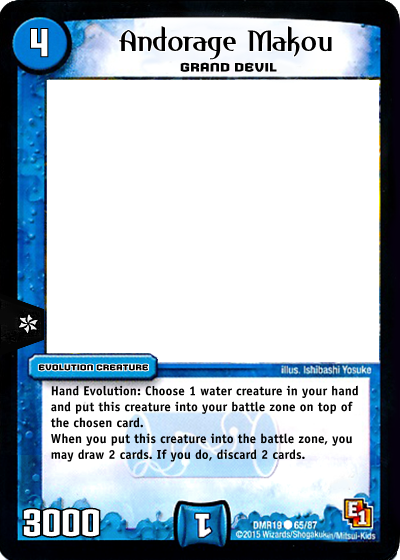 4
Andorage Makou
GRAND DEVIL
EVOLUTION CREATURE
illus. Ishibashi Yosuke
Hand Evolution: Choose 1 water creature in your hand
and put this creature into your battle zone on top of
the chosen card.
When you put this creature into the battle zone, you
may draw 2 cards. If you do, discard 2 cards.
3000
1
DMR19 65/87
©2015 Wizards/Shogakukan/Mitsui-Kids
E1